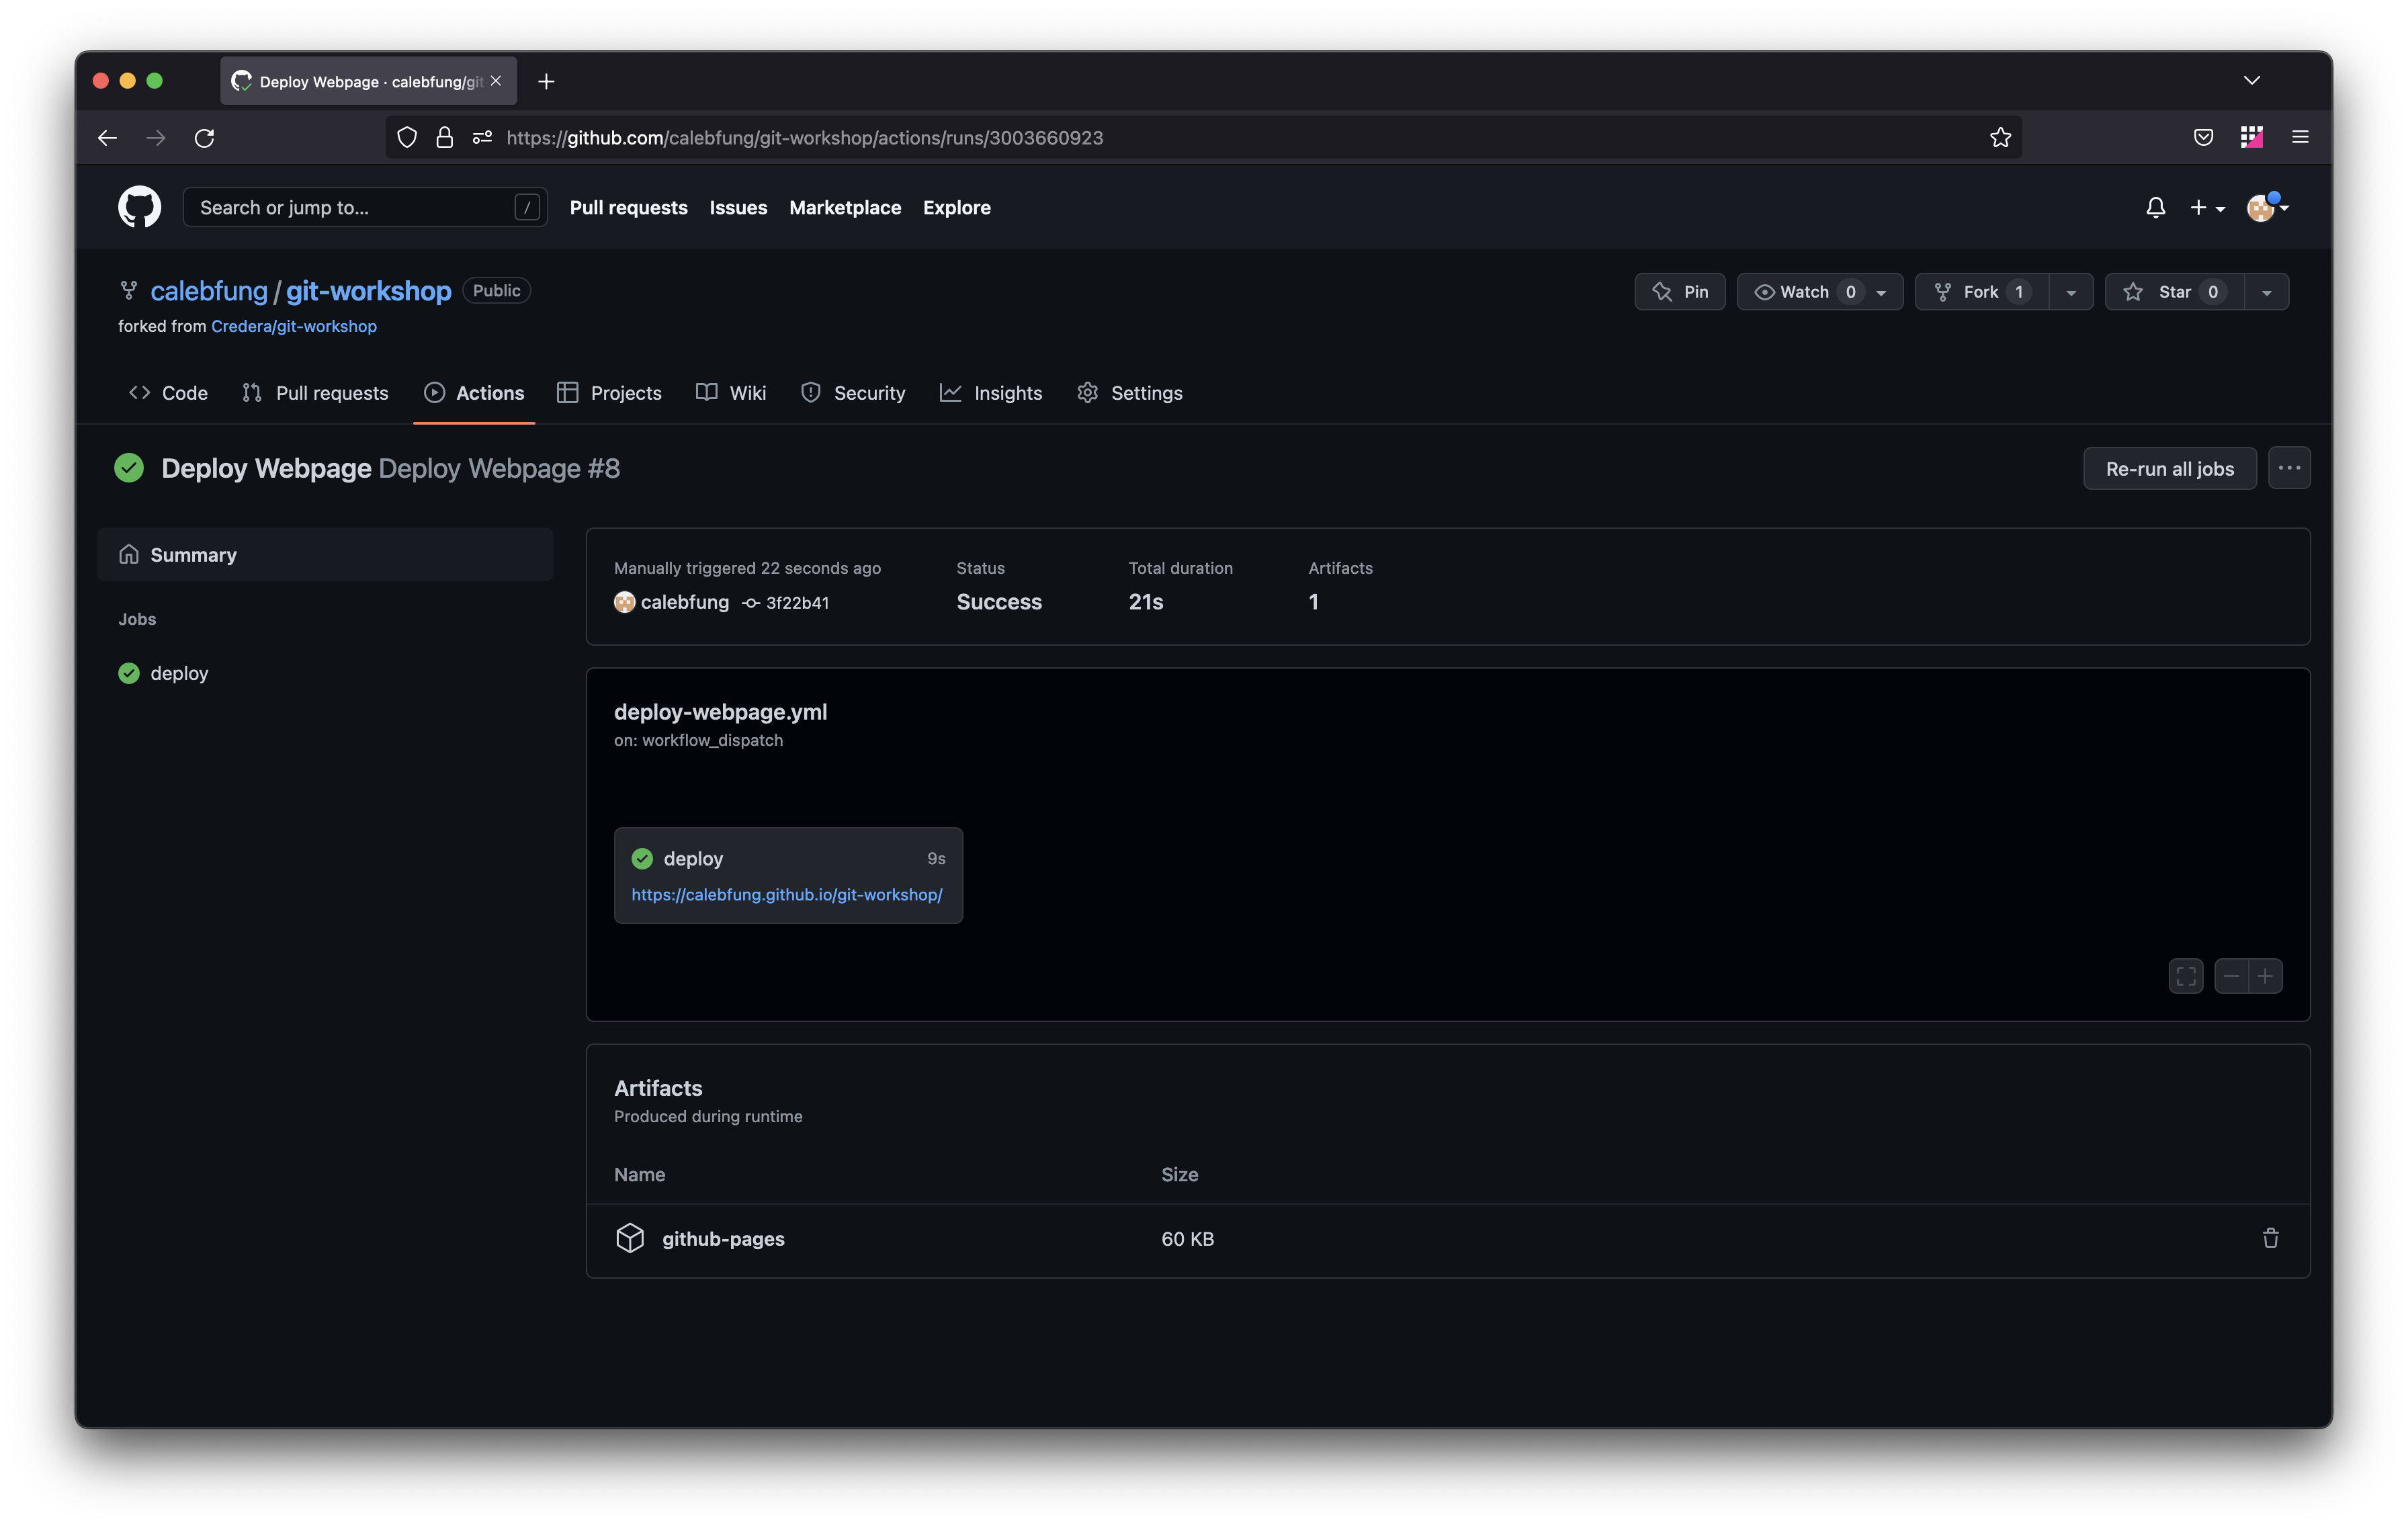 Deploy Webpage · calebfung/git
https://github.com/calebfung/git-workshop/actions/runs/3003660923
Search or jump to... /
Pull requests Issues Marketplace Explore
calebfung / git-workshop Public
Pin Watch 0 Fork 1 Star 0
forked from Credera/git-workshop
Code Pull requests Actions Projects Wiki Security Insights Settings
Deploy Webpage Deploy Webpage #8
Re-run all jobs
Summary
Jobs
deploy
Manually triggered 22 seconds ago Status Total duration Artifacts
calebfung 3f22b41 Success 21s 1
deploy-webpage.yml
on: workflow_dispatch
deploy 9s
https://calebfung.github.io/git-workshop/
Artifacts
Produced during runtime
Name Size
github-pages 60 KB